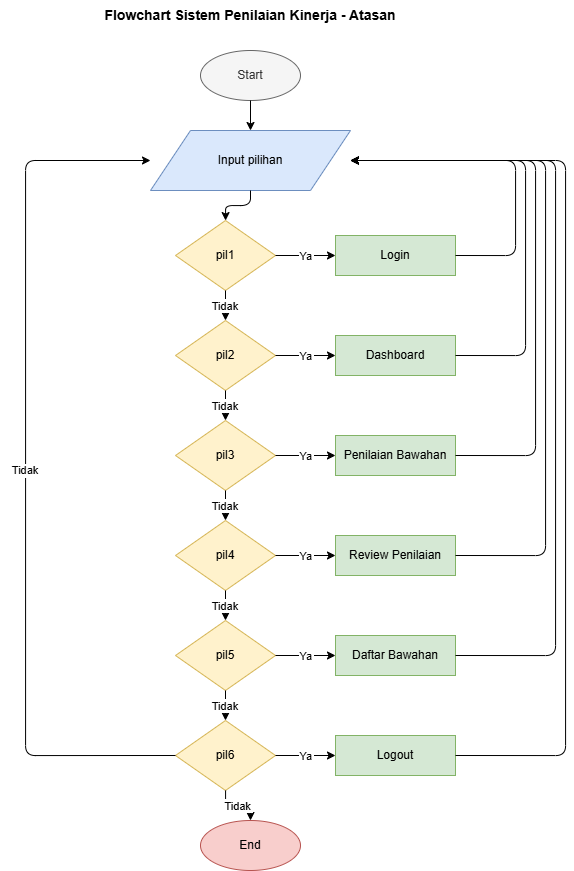 Flowchart Sistem Penilaian Kinerja - Atasan
Start
Input pilihan
pil1
Ya
Login
Tidak
pil2
Ya
Dashboard
Tidak
pil3
Ya
Penilaian Bawahan
Tidak
Tidak
pil4
Ya
Review Penilaian
Tidak
pil5
Ya
Daftar Bawahan
Tidak
pil6
Ya
Logout
Tidak
End